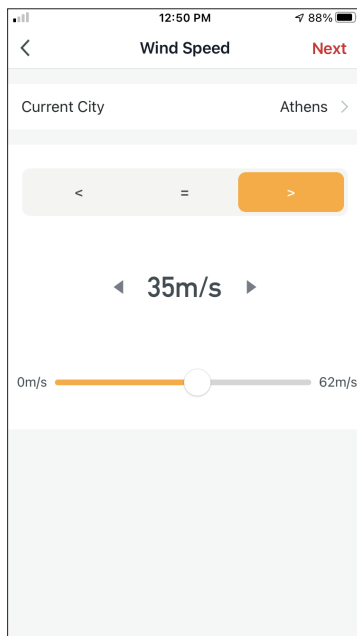 12:50 PM 88%
Wind Speed Next
Current City Athens >
< = >
35m/s
0m/s 62m/s